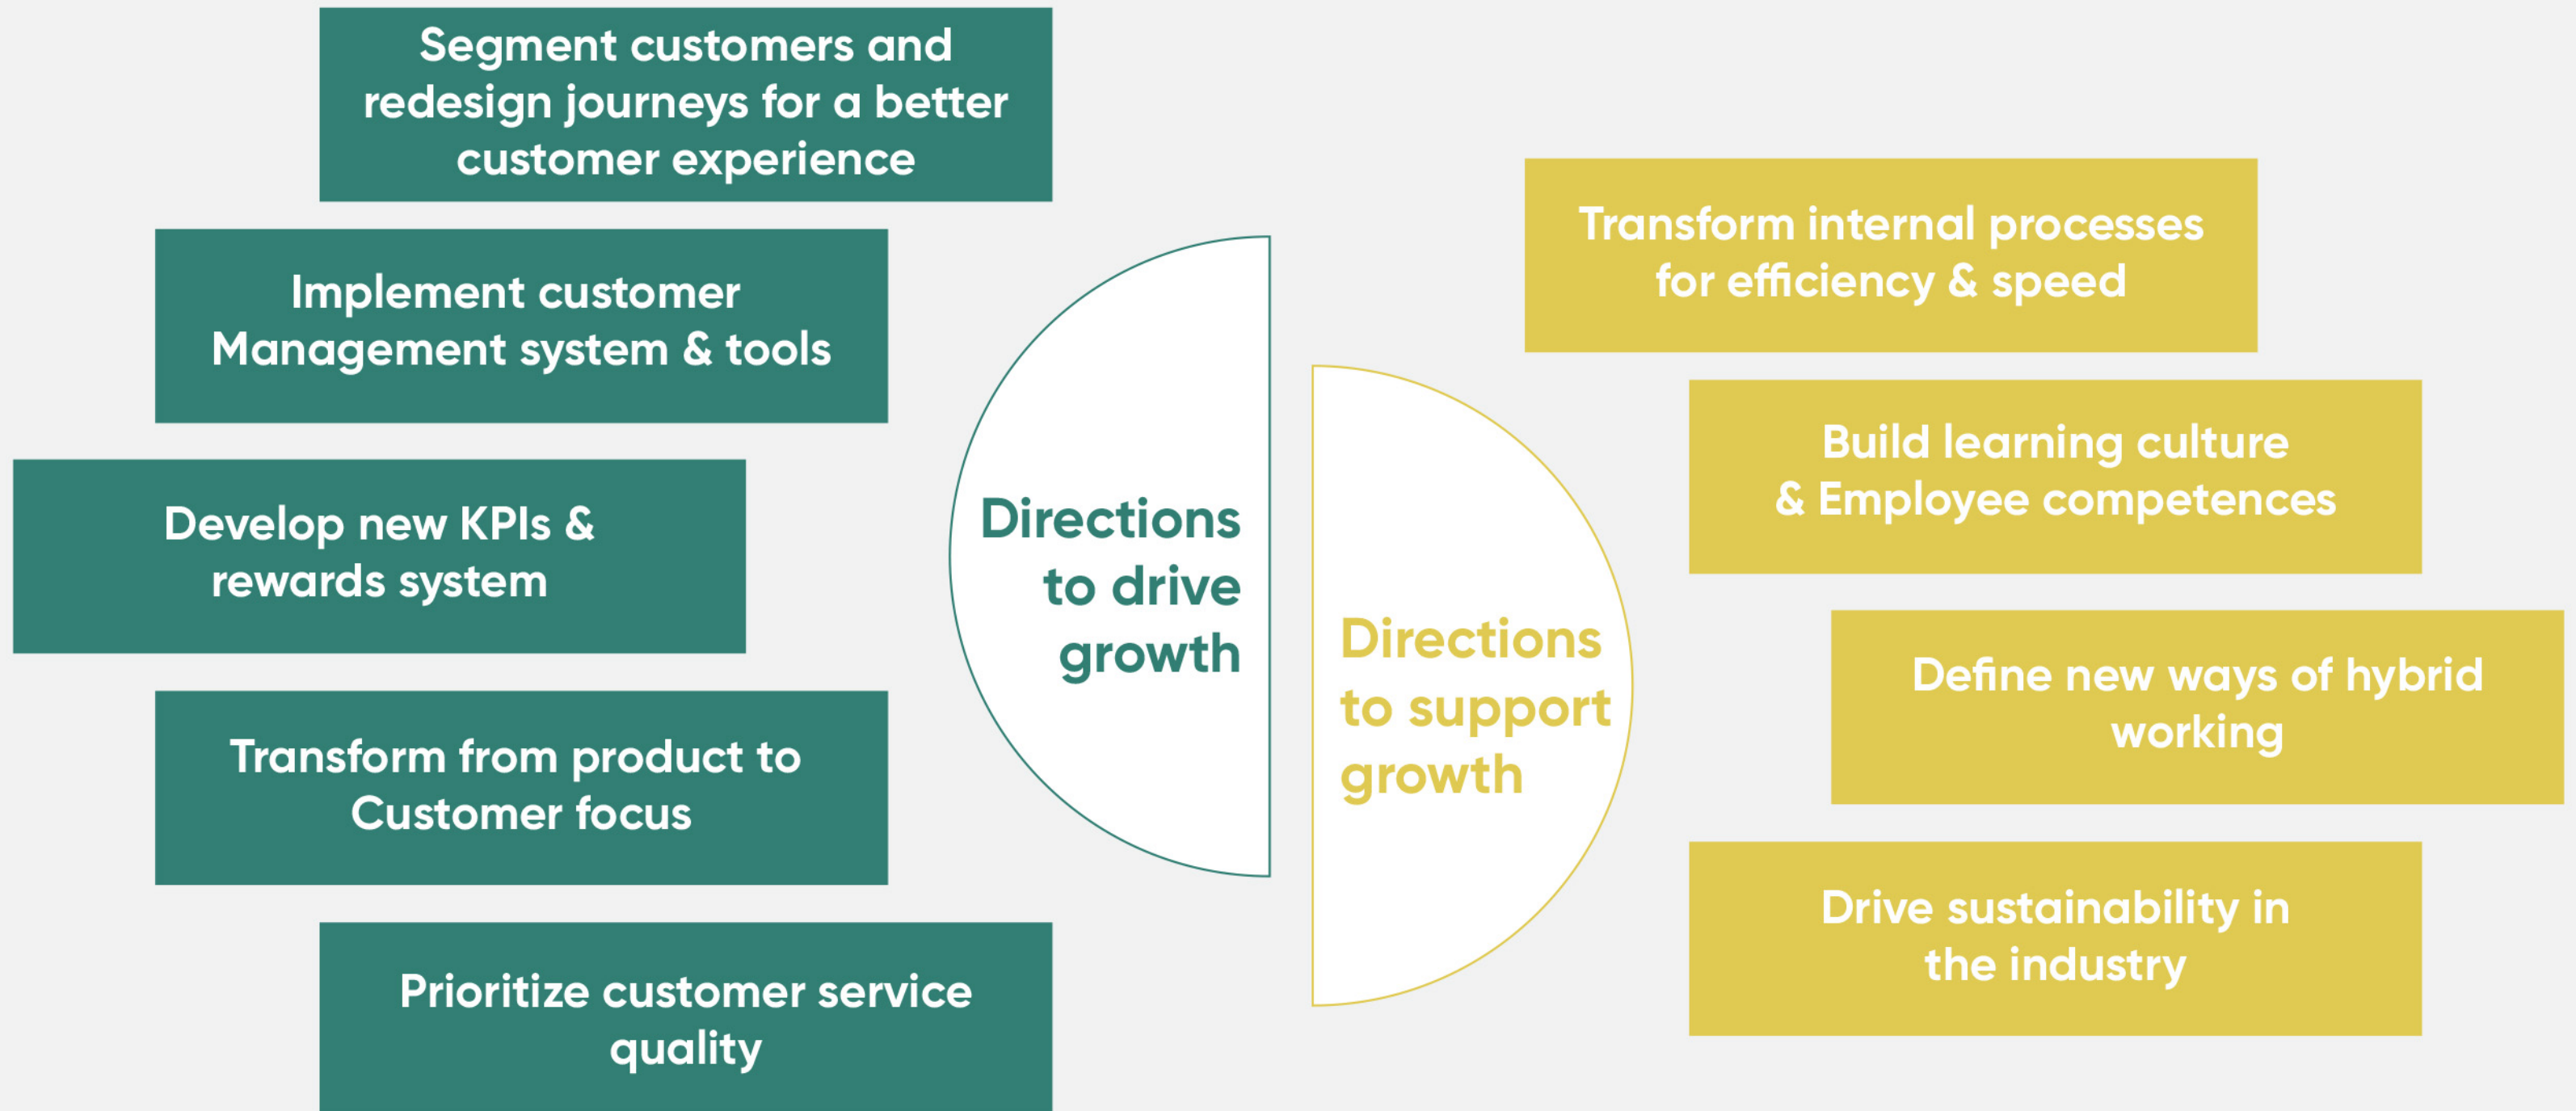 Segment customers and
redesign journeys for a better
customer experience
Implement customer
Management system & tools
Develop new KPIs &
rewards system
Transform from product to
Customer focus
Prioritize customer service
quality
Directions
to drive
growth
Directions
to support
growth
Transform internal processes
for efficiency & speed
Build learning culture
& Employee competences
Define new ways of hybrid
working
Drive sustainability in
the industry